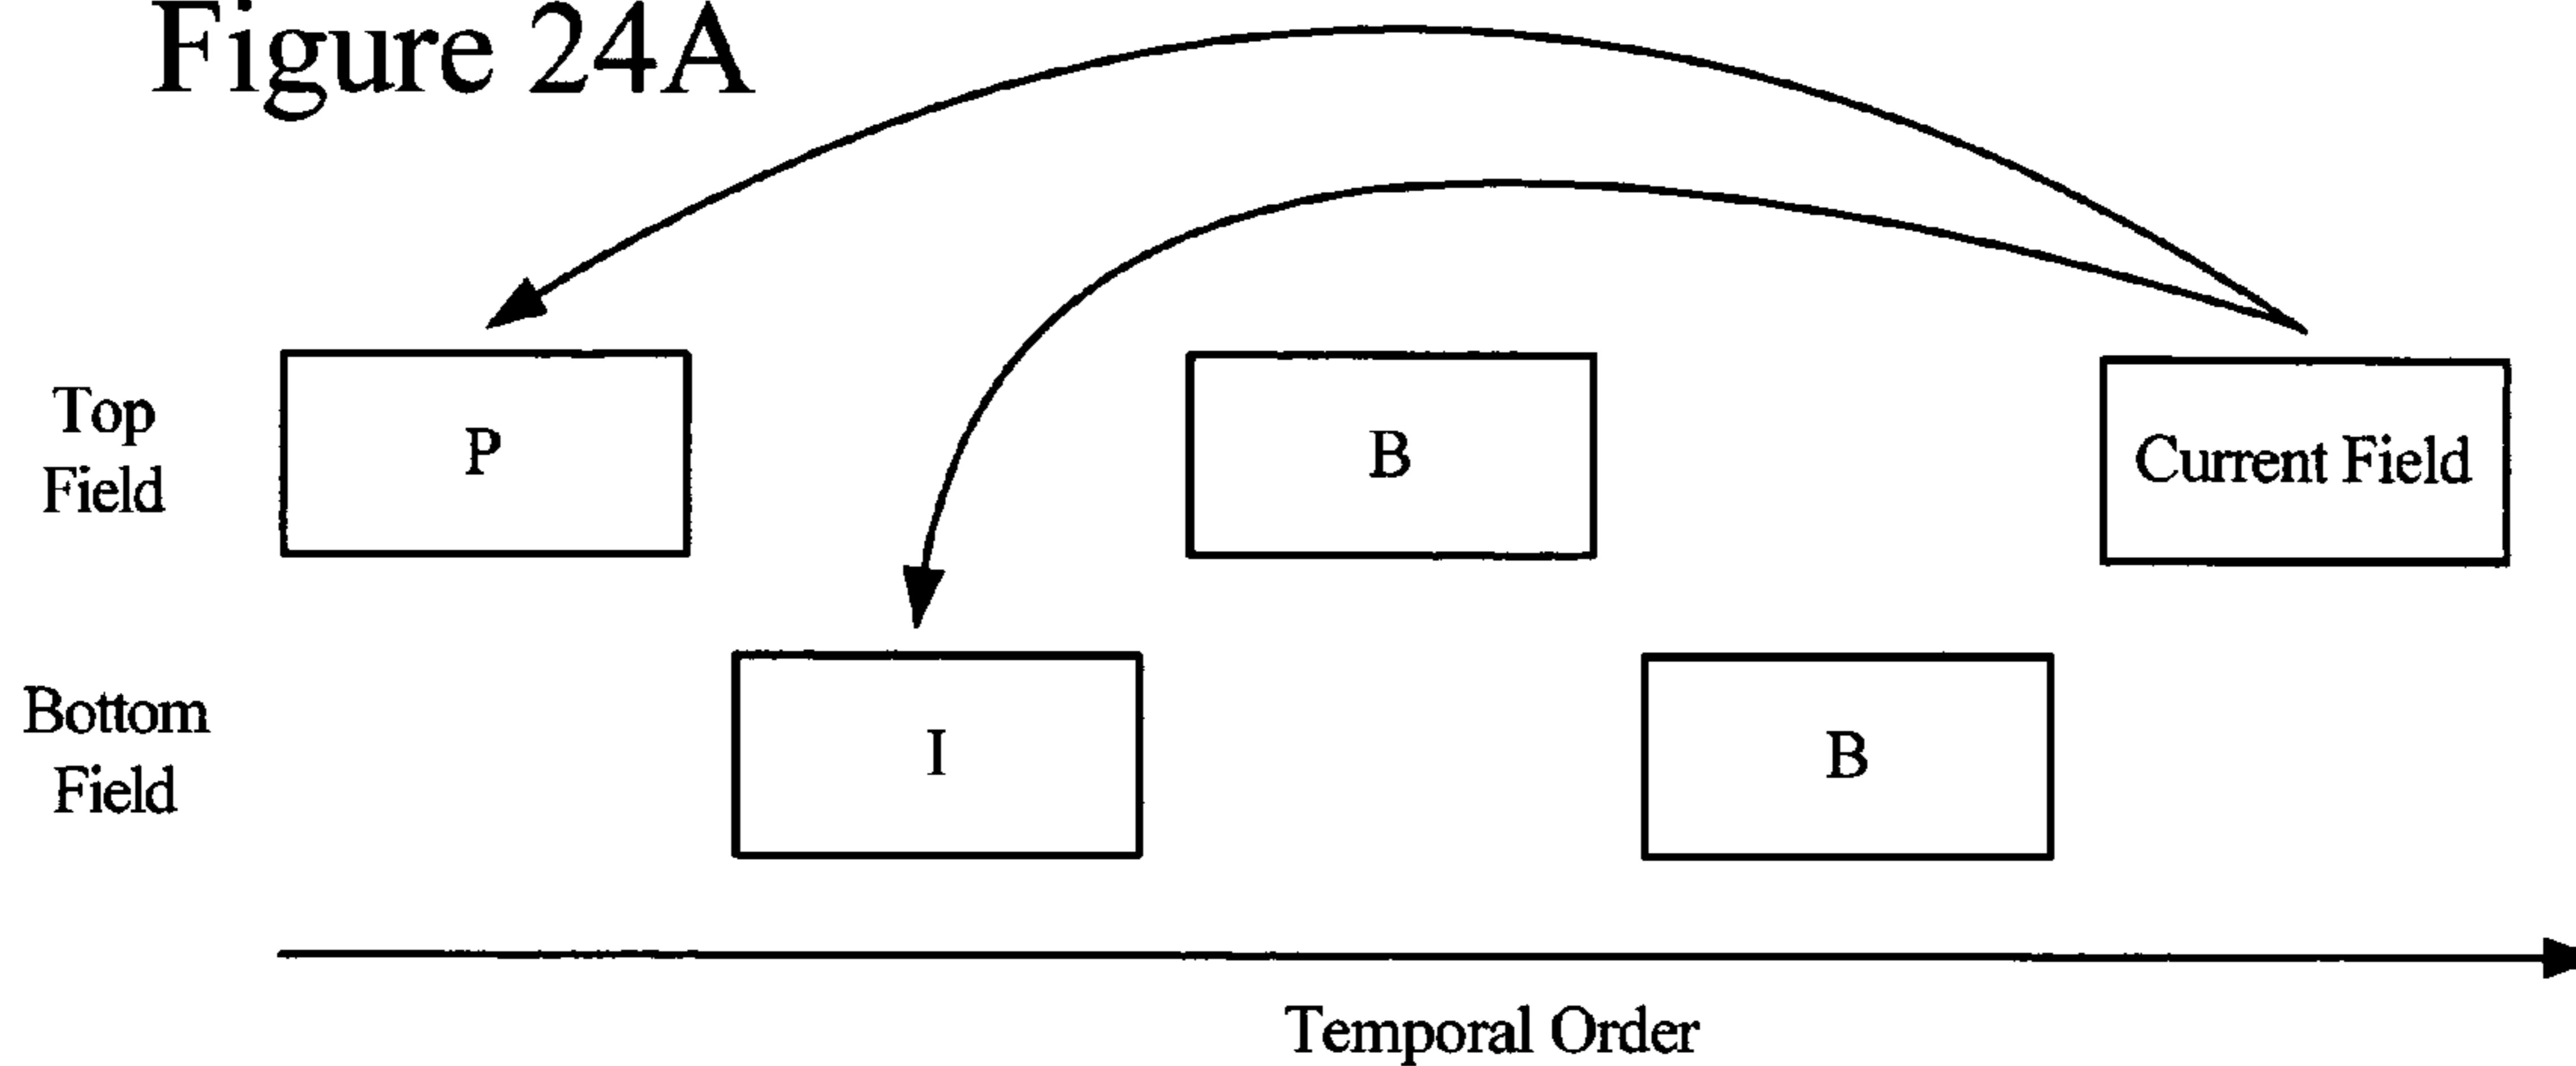 Figure 24A
Top
Field
P
B
Current Field
Bottom
Field
I
B
Temporal Order